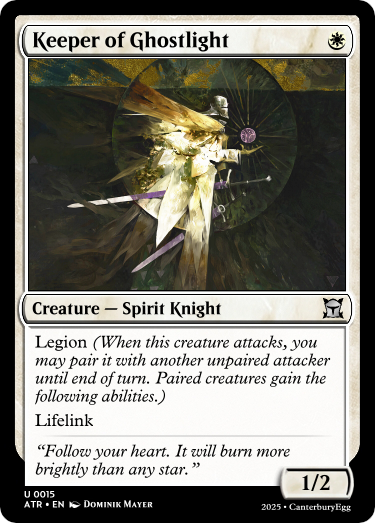 Keeper of Ghostlight
Creature — Spirit Knight
Legion (When this creature attacks, you
may pair it with another unpaired attacker
until end of turn. Paired creatures gain the
following abilities.)
Lifelink
“Follow your heart. It will burn more
brightly than any star.”
1/2
U 0015
ATR • EN DOMINIK MAYER
2025 • CanterburyEgg